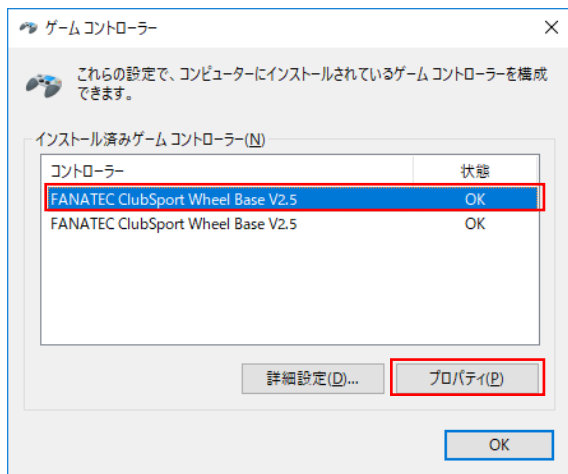 ゲーム コントローラー
これらの設定で、コンピューターにインストールされているゲーム コントローラーを構成
できます。
インストール済みゲーム コントローラー(N)
コントローラー 状態
FANATEC ClubSport Wheel Base V2.5 OK
FANATEC ClubSport Wheel Base V2.5 OK
詳細設定(D)... プロパティ(P)
OK